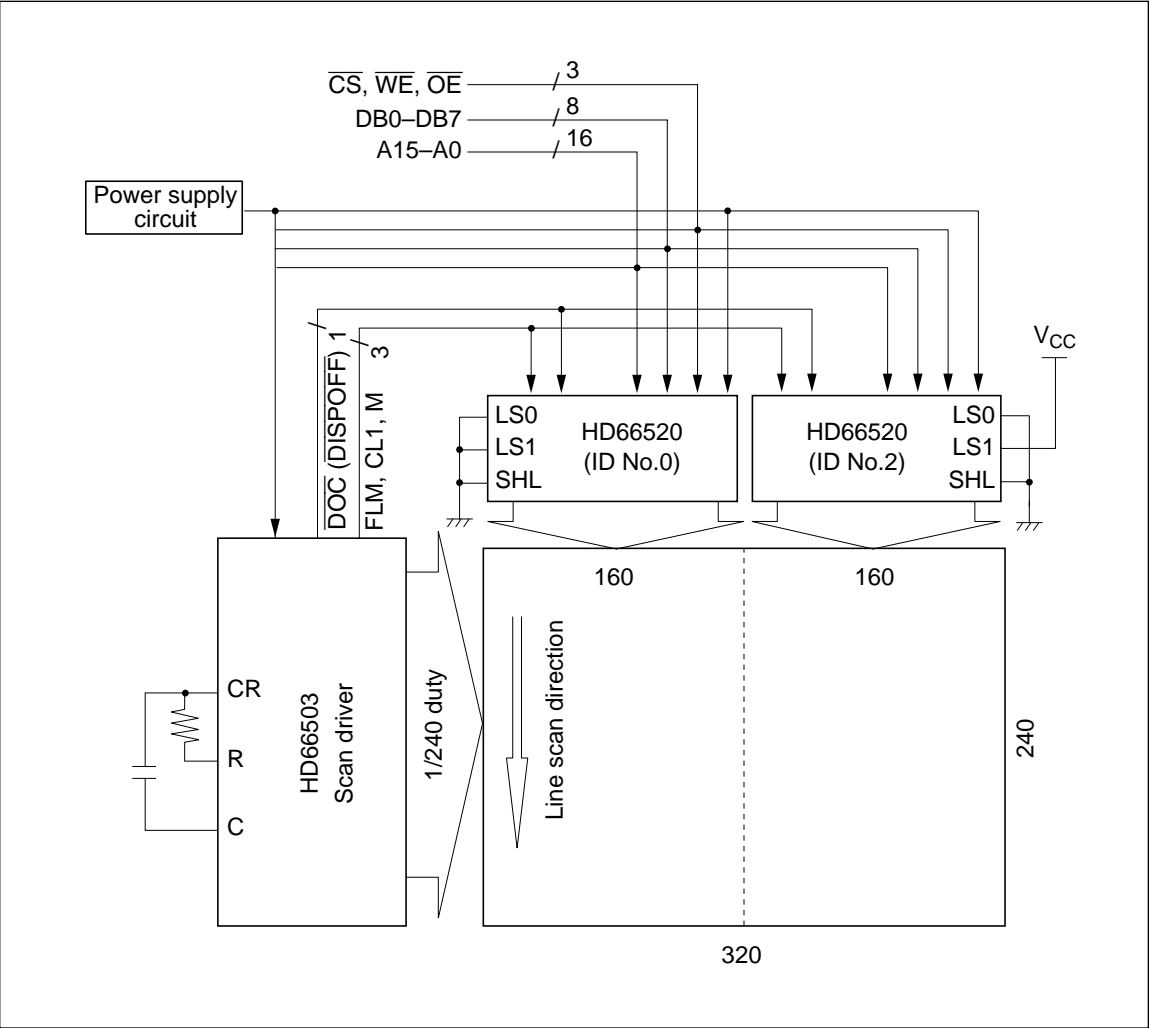 CS, WE, OE
3
DB0–DB7
8
A15–A0
16
Power supply
circuit
DOC (DISPOFF)
1
FLM, CL1, M
3
VCC
LS0
LS1
SHL
HD66520
(ID No.0)
HD66520
(ID No.2)
LS0
LS1
SHL
CR
R
C
HD66503
Scan driver
1/240 duty
160
160
Line scan direction
240
320